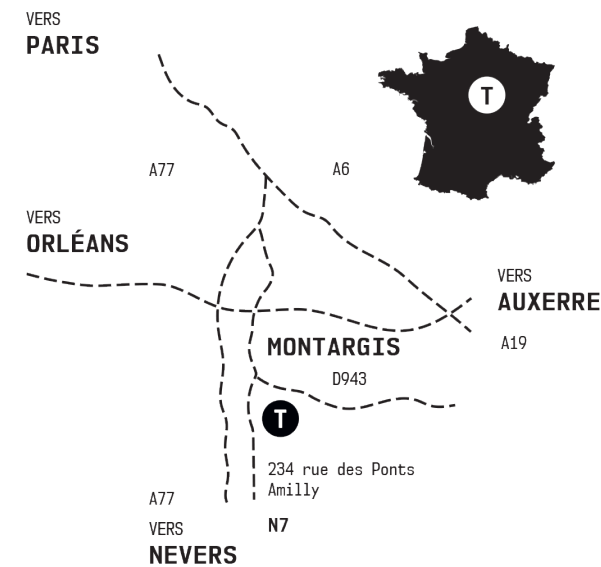 VERS
PARIS
T
A77
A6
VERS
ORLÉANS
VERS
AUXERRE
A19
MONTARGIS
D943
T
234 rue des Ponts
Amilly
A77
N7
VERS
NEVERS